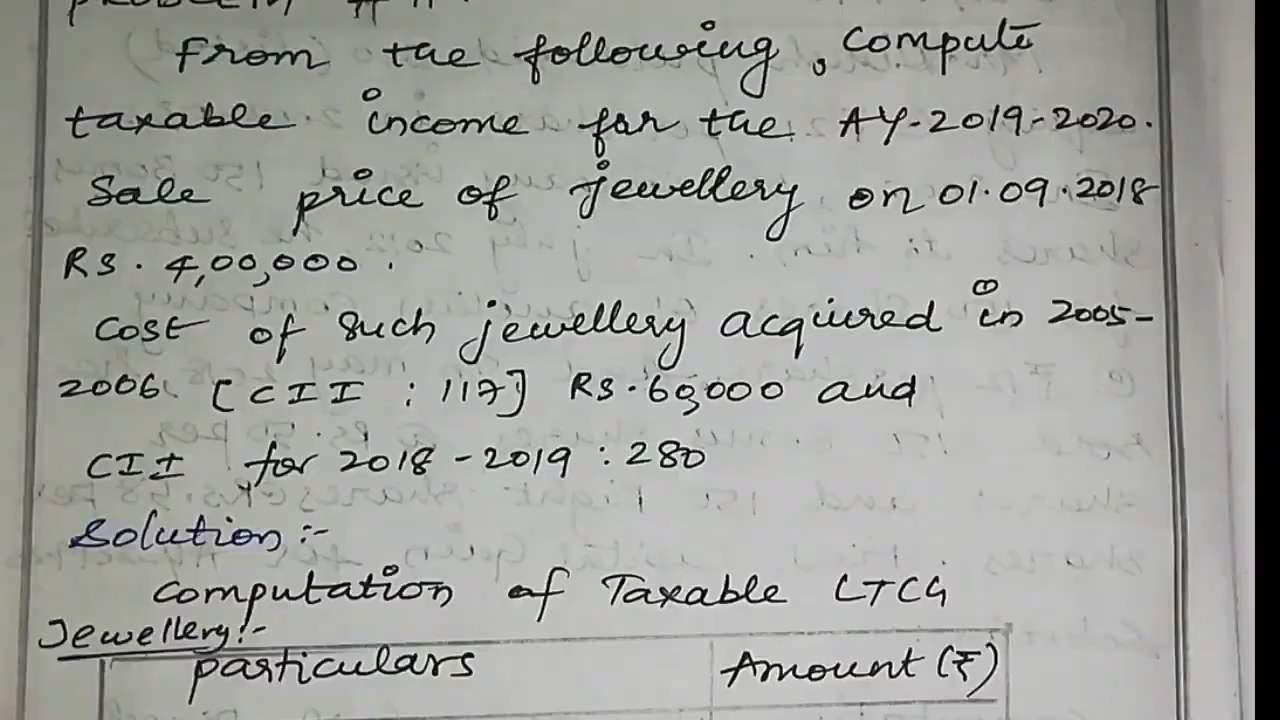 From the following, compute
taxable income for the AY-2019-2020.
Sale price of jewellery on 01.09.2018
RS. 4,00,000.
Cost of such jewellery acquired in 2005-
2006 [CII : 117] RS. 60,000 and
CII for 2018-2019 : 280
Solution :-
Computation of Taxable LTCG
Jewellery:-
particulars Amount (₹)